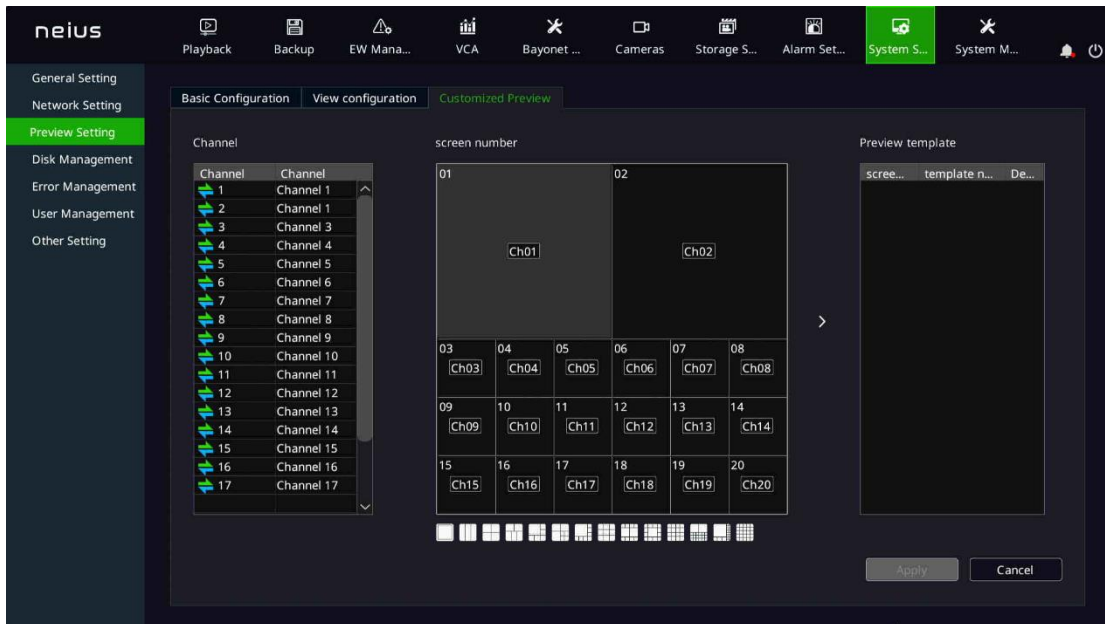 neius
Playback Backup EW Mana... VCA Bayonet ... Cameras Storage S... Alarm Set... System S... System M...
General Setting
Network Setting
Preview Setting
Disk Management
Error Management
User Management
Other Setting
Basic Configuration View configuration Customized Preview
Channel
Channel Channel
1 Channel 1
2 Channel 1
3 Channel 3
4 Channel 4
5 Channel 5
6 Channel 6
7 Channel 7
8 Channel 8
9 Channel 9
10 Channel 10
11 Channel 11
12 Channel 12
13 Channel 13
14 Channel 14
15 Channel 15
16 Channel 16
17 Channel 17
screen number
01 02
Ch01 Ch02
03 04 05 06 07 08
Ch03 Ch04 Ch05 Ch06 Ch07 Ch08
09 10 11 12 13 14
Ch09 Ch10 Ch11 Ch12 Ch13 Ch14
15 16 17 18 19 20
Ch15 Ch16 Ch17 Ch18 Ch19 Ch20
Preview template
scree... template n... De...
Apply Cancel